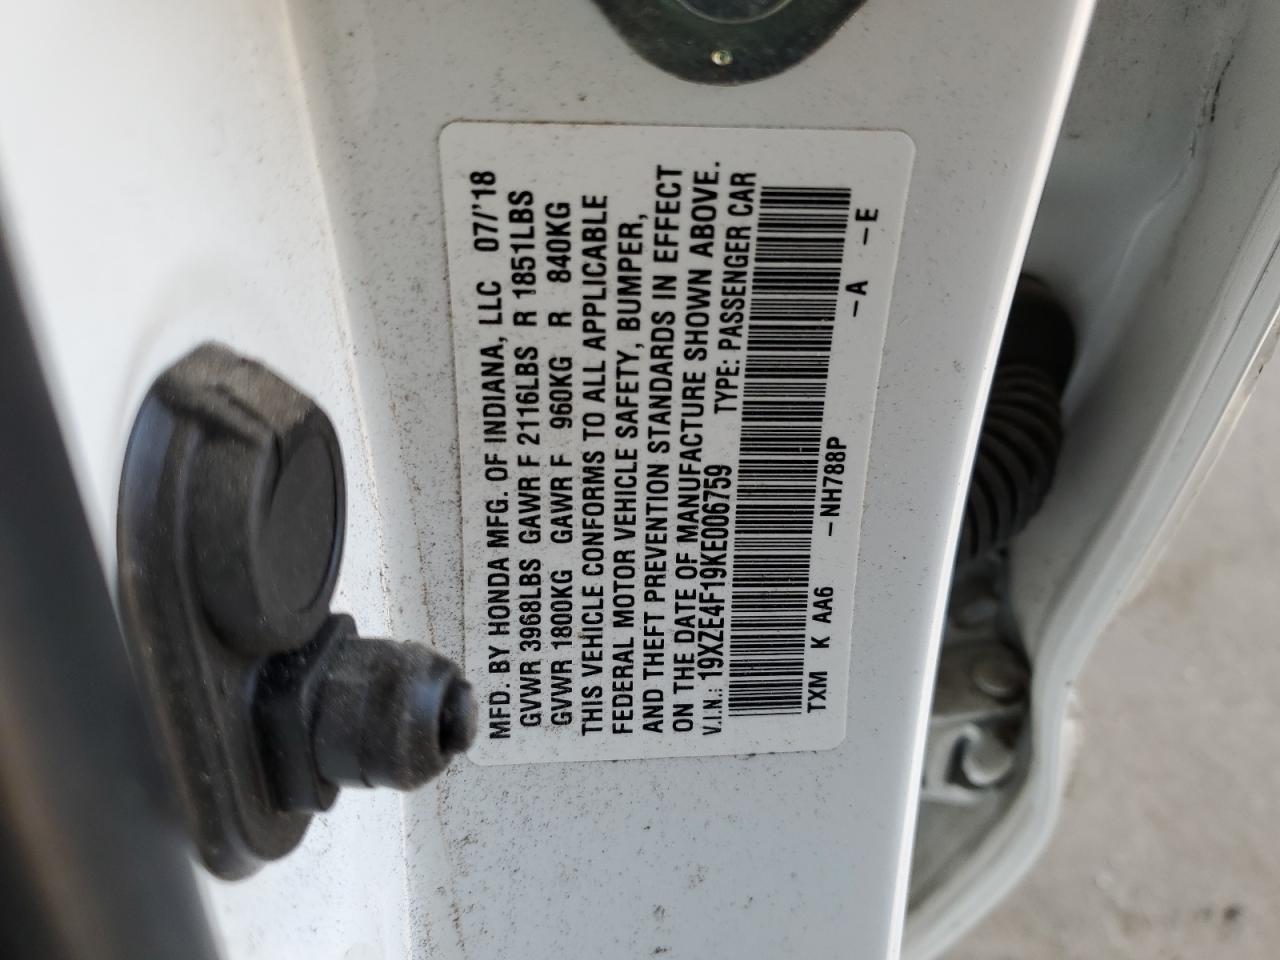 MFD. BY HONDA MFG. OF INDIANA, LLC 07/'18
GVWR 3968LBS GAWR F 2116LBS R 1851LBS
GVWR 1800KG GAWR F 960KG R 840KG
THIS VEHICLE CONFORMS TO ALL APPLICABLE
FEDERAL MOTOR VEHICLE SAFETY, BUMPER,
AND THEFT PREVENTION STANDARDS IN EFFECT
ON THE DATE OF MANUFACTURE SHOWN ABOVE.
V.I.N.: 19XZE4F19KE006759 TYPE: PASSENGER CAR
TXM K AA6 -NH788P -A -E